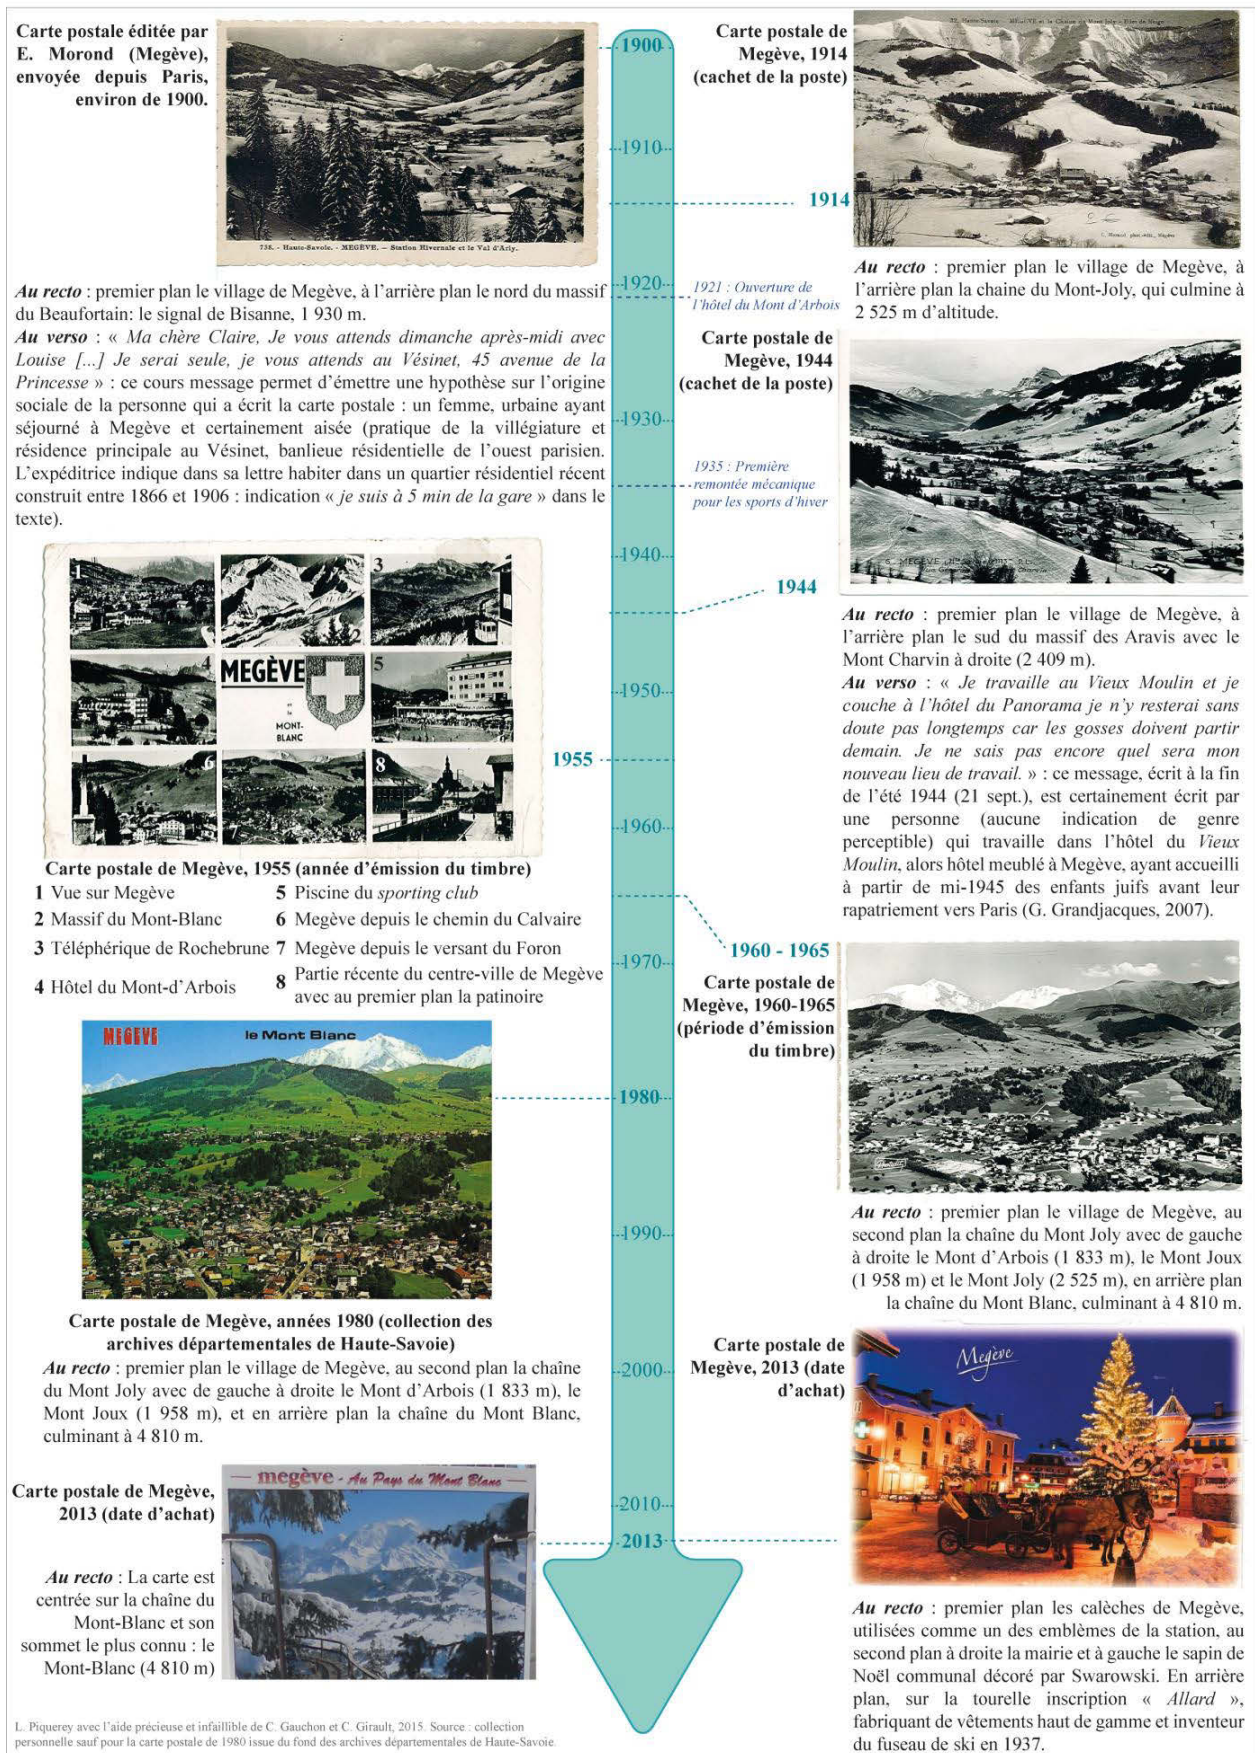 Carte postale éditée par
E. Morond (Megève),
envoyée depuis Paris,
environ de 1900.
738. - Haute-Savoie. - MEGÈVE. – Station Hivernale et le Val d'Arly.
Au recto : premier plan le village de Megève, à l'arrière plan le nord du massif
du Beaufortain: le signal de Bisanne, 1 930 m.
Au verso : « Ma chère Claire, Je vous attends dimanche après-midi avec
Louise [...] Je serai seule, je vous attends au Vésinet, 45 avenue de la
Princesse » : ce cours message permet d'émettre une hypothèse sur l'origine
sociale de la personne qui a écrit la carte postale : un femme, urbaine ayant
séjourné à Megève et certainement aisée (pratique de la villégiature et
résidence principale au Vésinet, banlieue résidentielle de l'ouest parisien.
L'expéditrice indique dans sa lettre habiter dans un quartier résidentiel récent
construit entre 1866 et 1906 : indication « je suis à 5 min de la gare » dans le
texte).
1
2
3
4
MEGÈVE
et
le
MONT-
BLANC
5
6
8
Carte postale de Megève, 1955 (année d'émission du timbre)
1 Vue sur Megève
2 Massif du Mont-Blanc
3 Téléphérique de Rochebrune
4 Hôtel du Mont-d'Arbois
5 Piscine du sporting club
6 Megève depuis le chemin du Calvaire
7 Megève depuis le versant du Foron
8 Partie récente du centre-ville de Megève
avec au premier plan la patinoire
MEGEVE
le Mont Blanc
Carte postale de Megève, années 1980 (collection des
archives départementales de Haute-Savoie)
Au recto : premier plan le village de Megève, au second plan la chaîne
du Mont Joly avec de gauche à droite le Mont d'Arbois (1 833 m), le
Mont Joux (1 958 m), et en arrière plan la chaîne du Mont Blanc,
culminant à 4 810 m.
Carte postale de Megève,
2013 (date d'achat)
megève - Au Pays du Mont Blanc
Au recto : La carte est
centrée sur la chaîne du
Mont-Blanc et son
sommet le plus connu : le
Mont-Blanc (4 810 m)
L. Piquerey avec l'aide précieuse et infaillible de C. Gauchon et C. Girault, 2015. Source : collection
personnelle sauf pour la carte postale de 1980 issue du fond des archives départementales de Haute-Savoie.
1900
1910
1914
1920
1921 : Ouverture de
l'hôtel du Mont d'Arbois
1930
1935 : Première
remontée mécanique
pour les sports d'hiver
1940
1944
1950
1955
1960
1960 - 1965
1970
1980
1990
2000
2010
2013
Carte postale de
Megève, 1914
(cachet de la poste)
Au recto : premier plan le village de Megève, à
l'arrière plan la chaine du Mont-Joly, qui culmine à
2 525 m d'altitude.
Carte postale de
Megève, 1944
(cachet de la poste)
Au recto : premier plan le village de Megève, à
l'arrière plan le sud du massif des Aravis avec le
Mont Charvin à droite (2 409 m).
Au verso : « Je travaille au Vieux Moulin et je
couche à l'hôtel du Panorama je n'y resterai sans
doute pas longtemps car les gosses doivent partir
demain. Je ne sais pas encore quel sera mon
nouveau lieu de travail. » : ce message, écrit à la fin
de l'été 1944 (21 sept.), est certainement écrit par
une personne (aucune indication de genre
perceptible) qui travaille dans l'hôtel du Vieux
Moulin, alors hôtel meublé à Megève, ayant accueilli
à partir de mi-1945 des enfants juifs avant leur
rapatriement vers Paris (G. Grandjacques, 2007).
Carte postale de
Megève, 1960-1965
(période d'émission
du timbre)
Au recto : premier plan le village de Megève, au
second plan la chaîne du Mont Joly avec de gauche
à droite le Mont d'Arbois (1 833 m), le Mont Joux
(1 958 m) et le Mont Joly (2 525 m), en arrière plan
la chaîne du Mont Blanc, culminant à 4 810 m.
Carte postale de
Megève, 2013 (date
d'achat)
Megève
Au recto : premier plan les calèches de Megève,
utilisées comme un des emblèmes de la station, au
second plan à droite la mairie et à gauche le sapin de
Noël communal décoré par Swarowski. En arrière
plan, sur la tourelle inscription « Allard »,
fabriquant de vêtements haut de gamme et inventeur
du fuseau de ski en 1937.